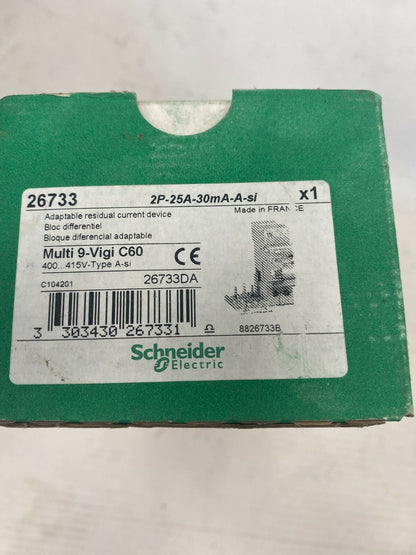 26733 2P-25A-30mA-A-si x1
Adaptable residual current device Made in FRANCE
Bloc differentiel
Bloque diferencial adaptable
Multi 9-Vigi C60 CE
400...415V-Type A-si
C104201 26733DA
3 303430 267331 Ω 8826733B
Schneider
Electric